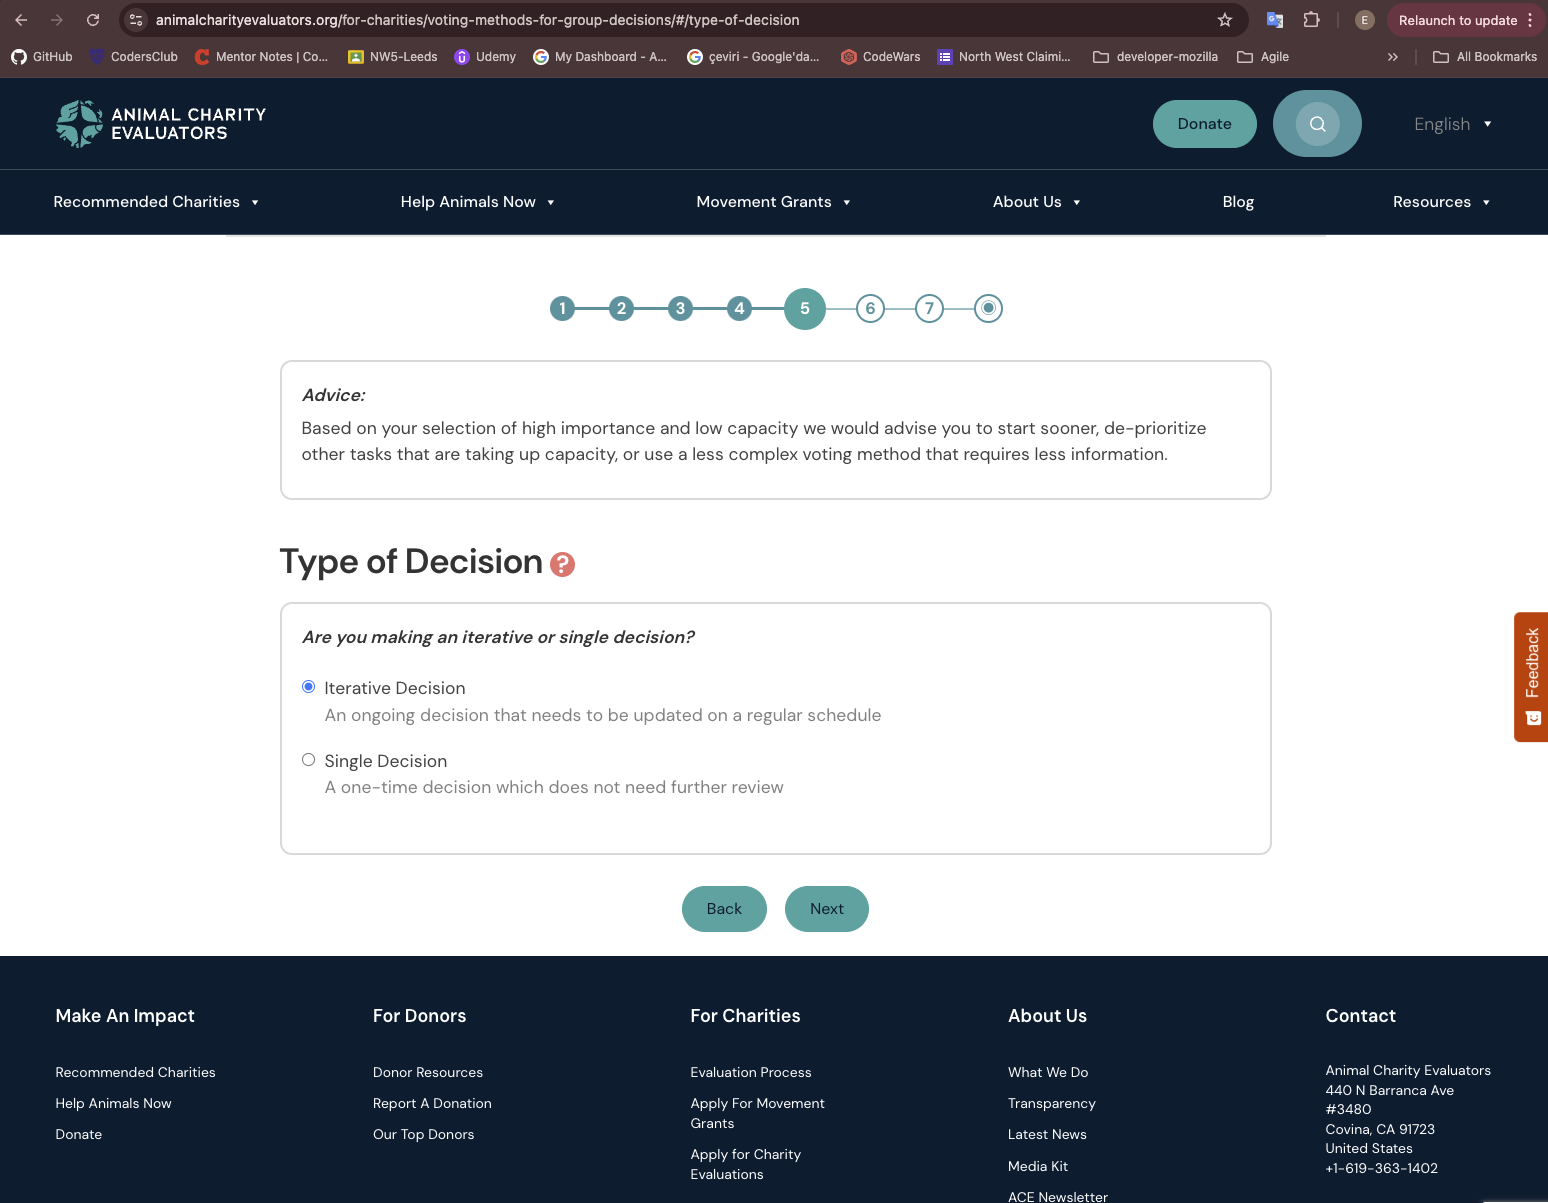 animalcharityevaluators.org/for-charities/voting-methods-for-group-decisions/#/type-of-decision
E
Relaunch to update
GitHub
CodersClub
Mentor Notes | Co...
NW5-Leeds
Udemy
My Dashboard - A...
çeviri - Google'da...
CodeWars
North West Claimi...
developer-mozilla
Agile
All Bookmarks
ANIMAL CHARITY
EVALUATORS
Donate
English
Recommended Charities
Help Animals Now
Movement Grants
About Us
Blog
Resources
1 2 3 4 5 6 7
Advice:
Based on your selection of high importance and low capacity we would advise you to start sooner, de-prioritize
other tasks that are taking up capacity, or use a less complex voting method that requires less information.
Type of Decision ?
Are you making an iterative or single decision?
Iterative Decision
An ongoing decision that needs to be updated on a regular schedule
Single Decision
A one-time decision which does not need further review
Feedback
Back
Next
Make An Impact
Recommended Charities
Help Animals Now
Donate
For Donors
Donor Resources
Report A Donation
Our Top Donors
For Charities
Evaluation Process
Apply For Movement
Grants
Apply for Charity
Evaluations
About Us
What We Do
Transparency
Latest News
Media Kit
ACE Newsletter
Contact
Animal Charity Evaluators
440 N Barranca Ave
#3480
Covina, CA 91723
United States
+1-619-363-1402